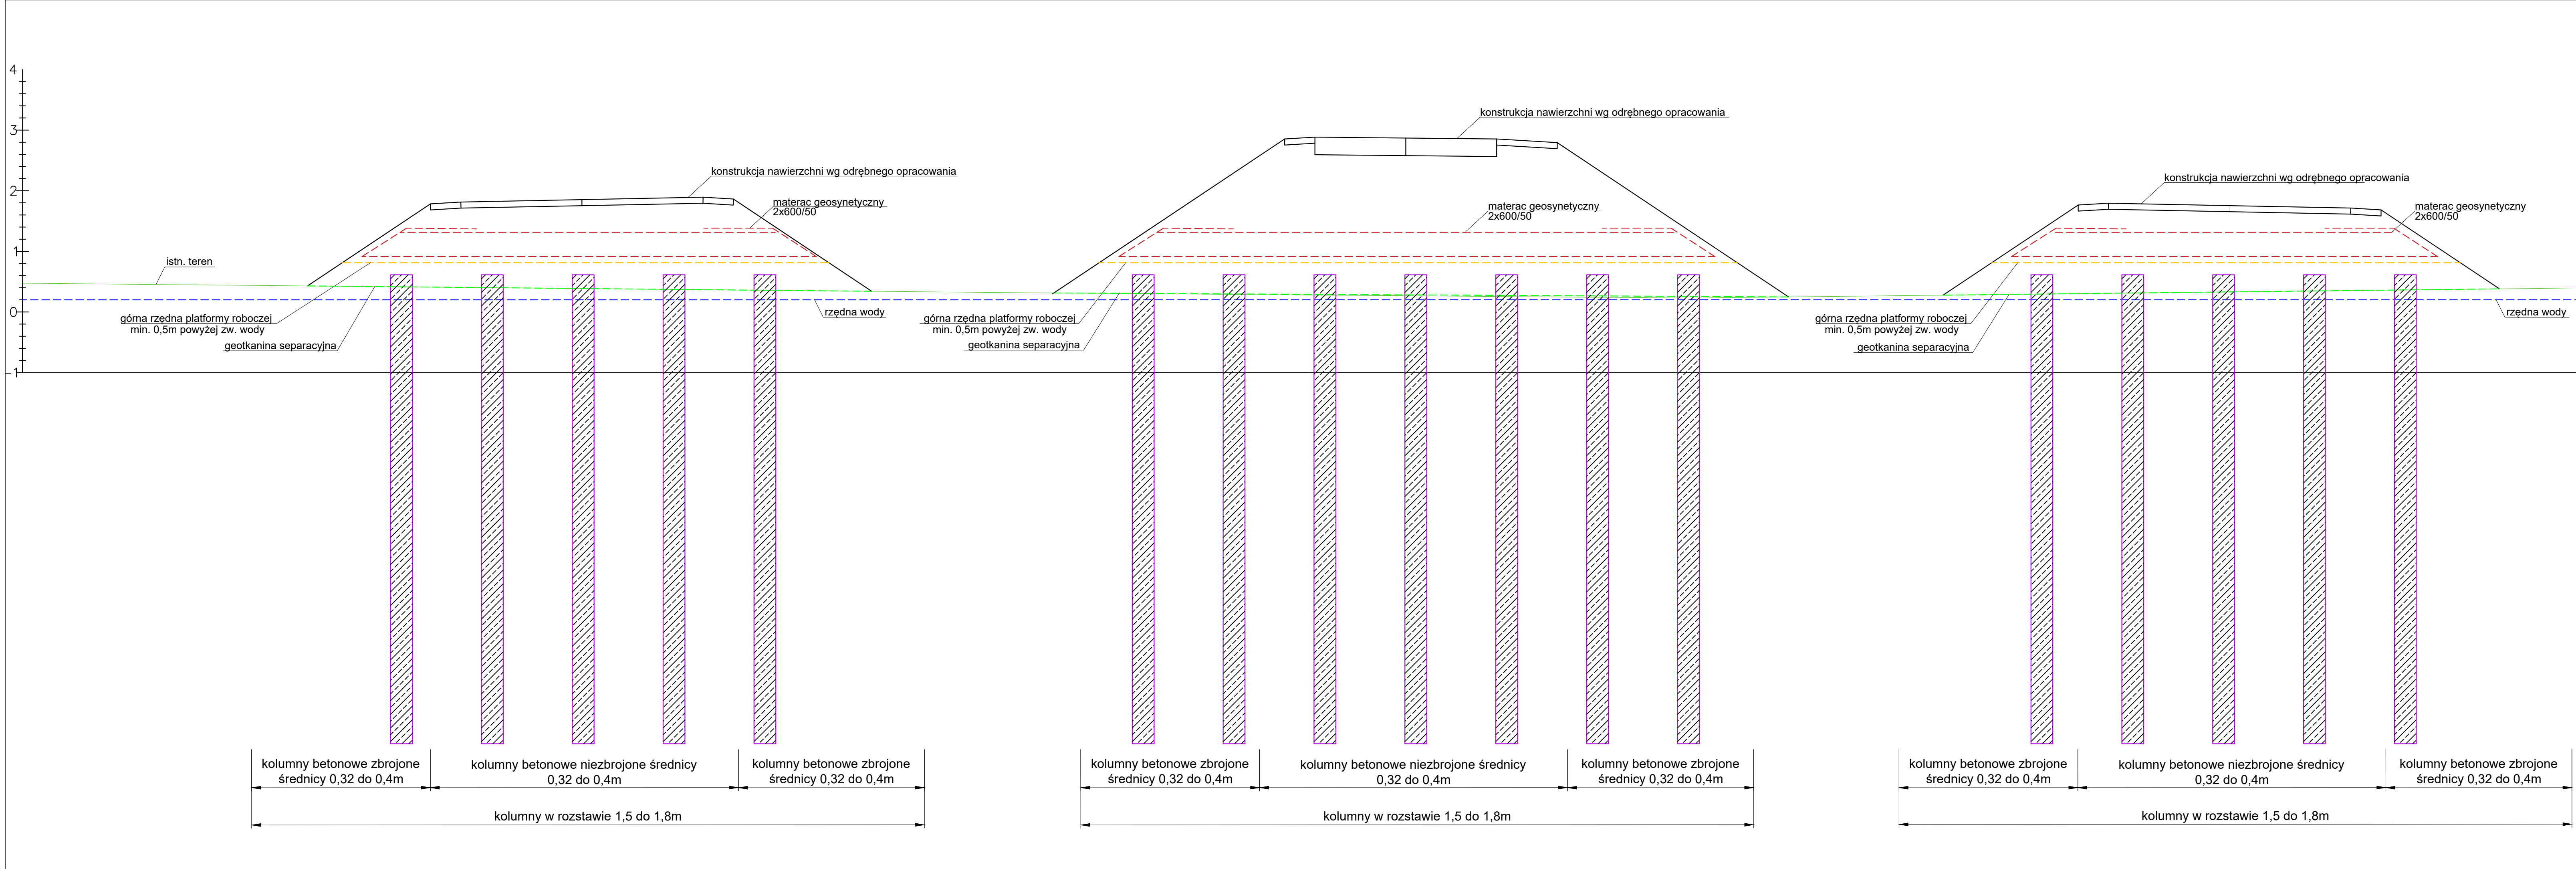 4
3
2
1
0
-1
istn. teren
górna rzędna platformy roboczej
min. 0,5m powyżej zw. wody
geotkanina separacyjna
konstrukcja nawierzchni wg odrębnego opracowania
materac geosynetyczny
2x600/50
rzędna wody
kolumny betonowe zbrojone
średnicy 0,32 do 0,4m
kolumny betonowe niezbrojone średnicy
0,32 do 0,4m
kolumny betonowe zbrojone
średnicy 0,32 do 0,4m
kolumny w rozstawie 1,5 do 1,8m
konstrukcja nawierzchni wg odrębnego opracowania
materac geosynetyczny
2x600/50
górna rzędna platformy roboczej
min. 0,5m powyżej zw. wody
geotkanina separacyjna
kolumny betonowe zbrojone
średnicy 0,32 do 0,4m
kolumny betonowe niezbrojone średnicy
0,32 do 0,4m
kolumny betonowe zbrojone
średnicy 0,32 do 0,4m
kolumny w rozstawie 1,5 do 1,8m
konstrukcja nawierzchni wg odrębnego opracowania
materac geosynetyczny
2x600/50
górna rzędna platformy roboczej
min. 0,5m powyżej zw. wody
geotkanina separacyjna
rzędna wody
kolumny betonowe zbrojone
średnicy 0,32 do 0,4m
kolumny betonowe niezbrojone średnicy
0,32 do 0,4m
kolumny betonowe zbrojone
średnicy 0,32 do 0,4m
kolumny w rozstawie 1,5 do 1,8m